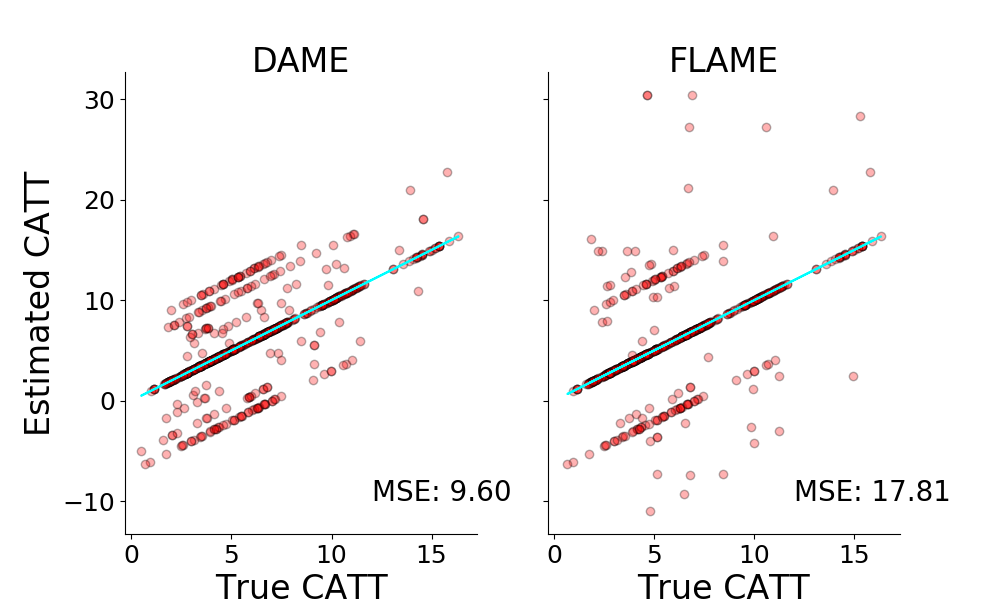 DAME
FLAME
Estimated CATT
30
20
10
0
−10
MSE: 9.60
MSE: 17.81
0 5 10 15
0 5 10 15
True CATT
True CATT